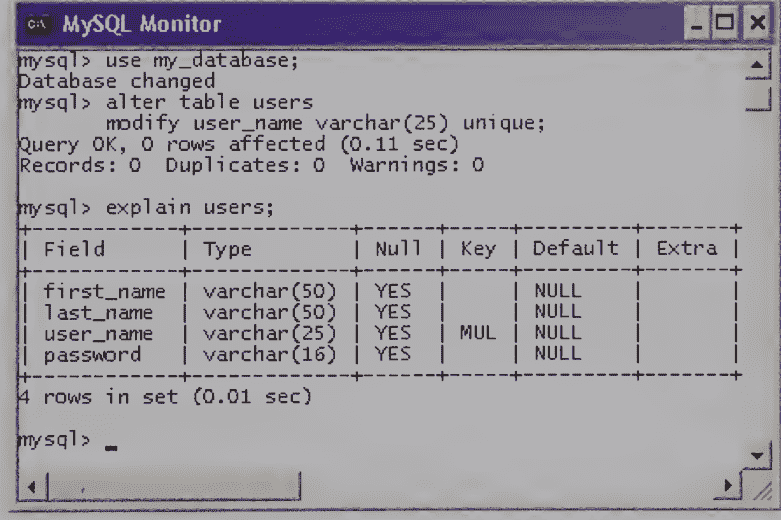 C:\ MySQL Monitor
mysql> use my_database;
Database changed
mysql> alter table users
       modify user_name varchar(25) unique;
Query OK, 0 rows affected (0.11 sec)
Records: 0  Duplicates: 0  Warnings: 0

mysql> explain users;
+------------+-------------+------+-----+---------+-------+
| Field      | Type        | Null | Key | Default | Extra |
+------------+-------------+------+-----+---------+-------+
| first_name | varchar(50) | YES  |     | NULL    |       |
| last_name  | varchar(50) | YES  |     | NULL    |       |
| user_name  | varchar(25) | YES  | MUL | NULL    |       |
| password   | varchar(16) | YES  |     | NULL    |       |
+------------+-------------+------+-----+---------+-------+
4 rows in set (0.01 sec)

mysql> _